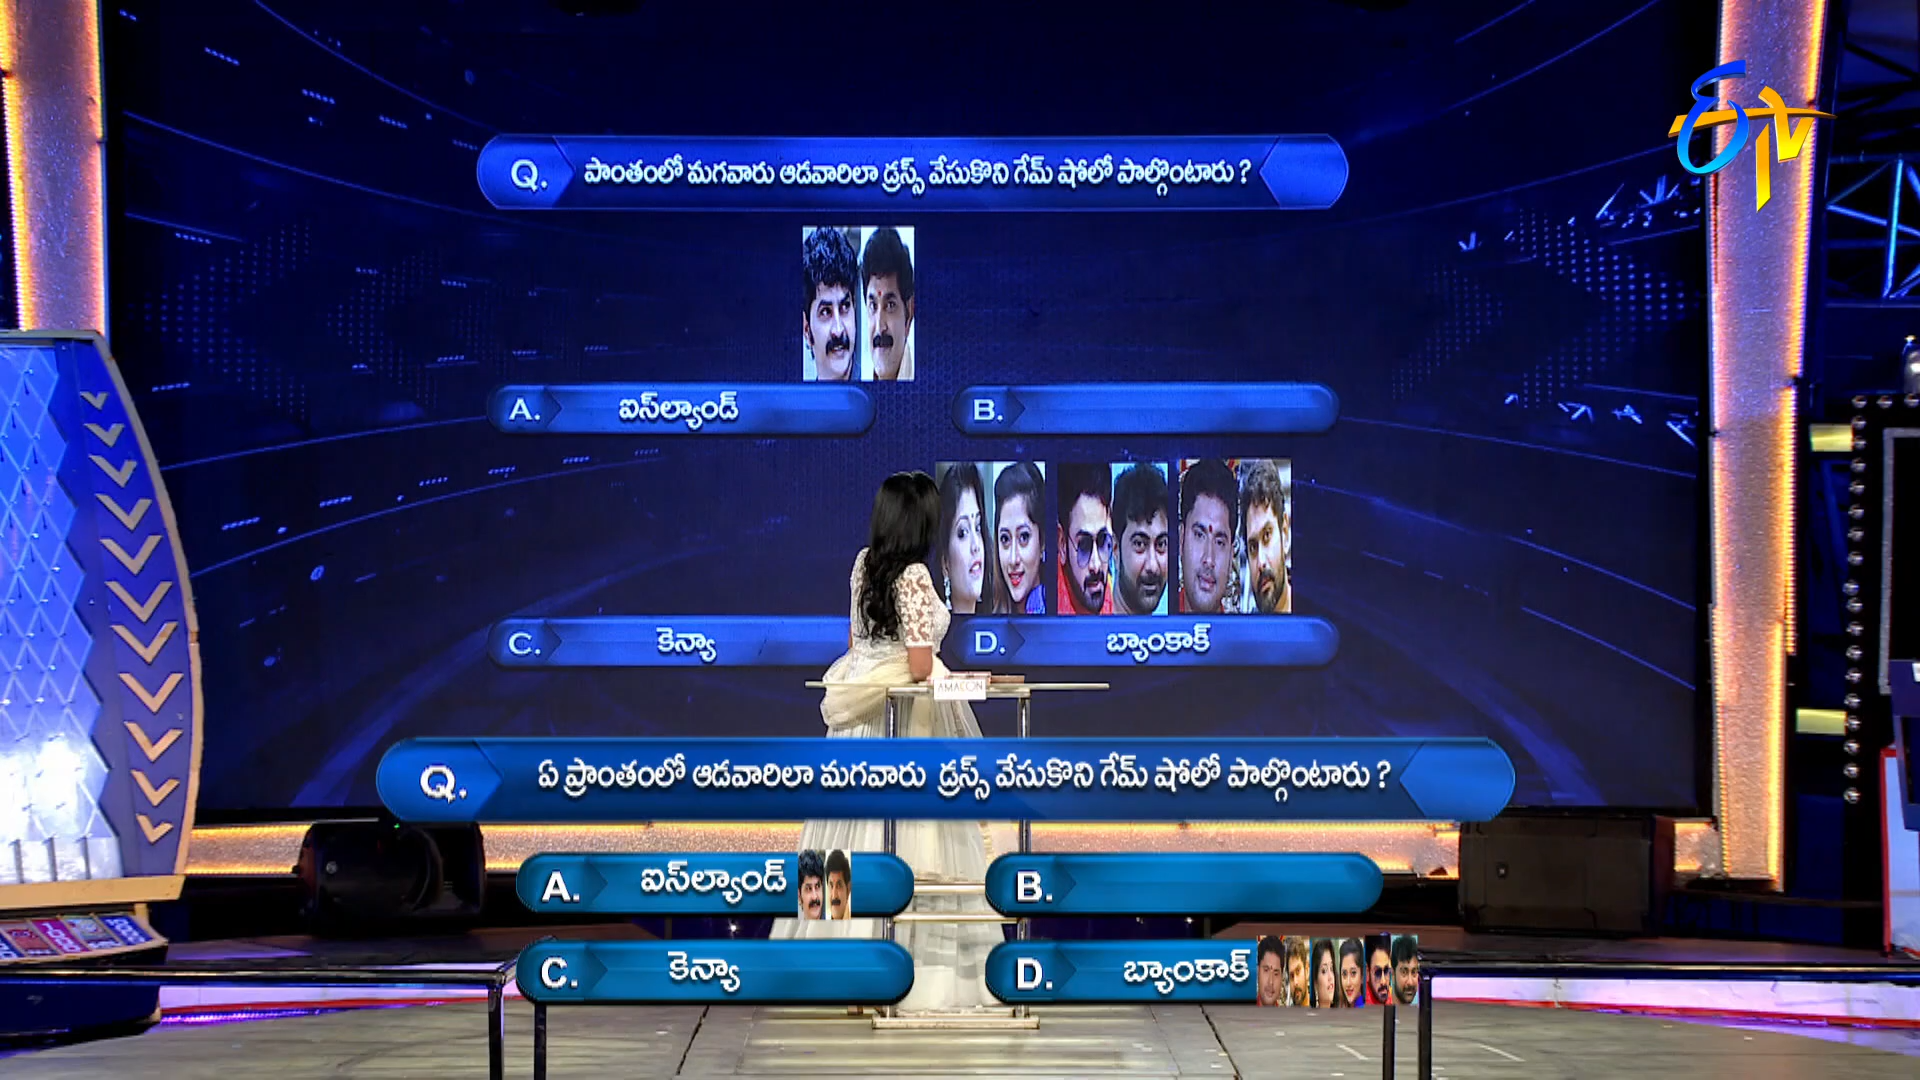 ETV
Q. పాంతంలో మగవారు ఆడవారిలా డ్రస్స్ వేసుకొని గేమ్ షోలో పాల్గొంటారు ?
A. ఐస్‌ల్యాండ్
B.
C. కెన్యా
D. బ్యాంకాక్
AMACON
Q. ఏ ప్రాంతంలో ఆడవారిలా మగవారు డ్రస్స్ వేసుకొని గేమ్ షోలో పాల్గొంటారు ?
A. ఐస్‌ల్యాండ్
B.
C. కెన్యా
D. బ్యాంకాక్